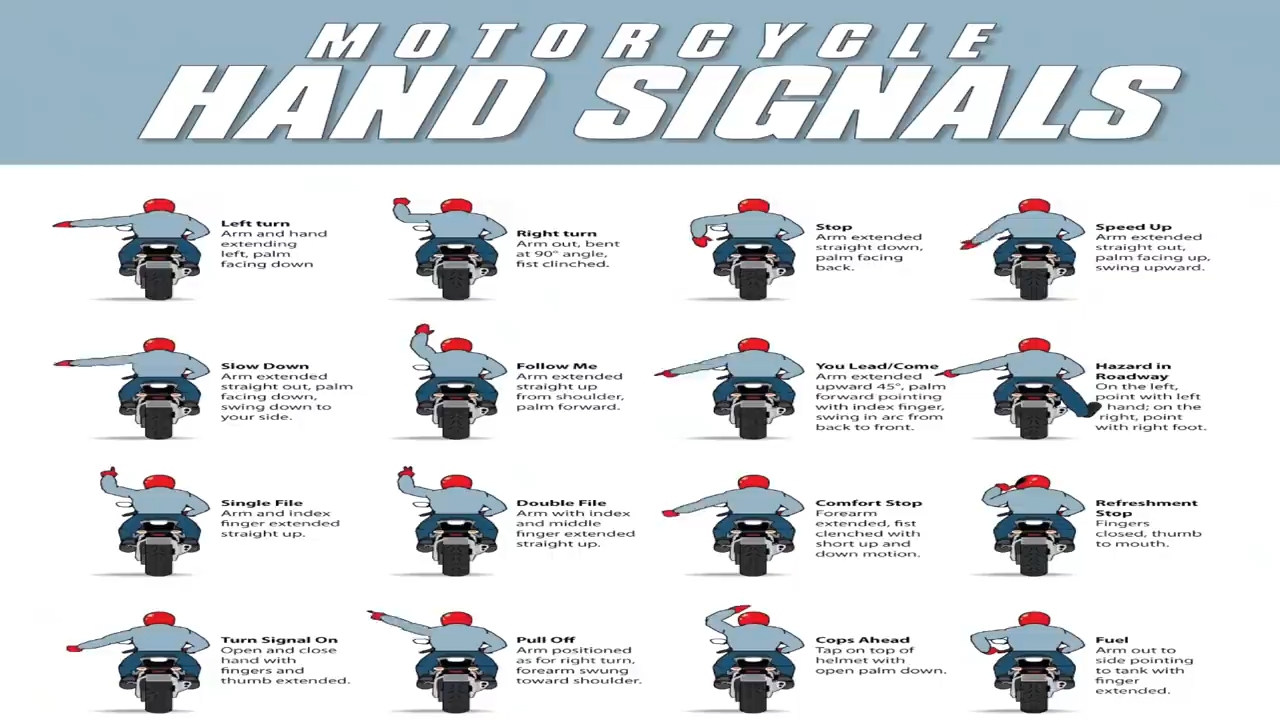 MOTORCYCLE
HAND SIGNALS
Left turn
Arm and hand
extending
left, palm
facing down
Right turn
Arm out, bent
at 90° angle,
fist clinched.
Stop
Arm extended
straight down,
palm facing
back.
Speed Up
Arm extended
straight out,
palm facing up,
swing upward.
Slow Down
Arm extended
straight out, palm
facing down,
swing down to
your side.
Follow Me
Arm extended
straight up
from shoulder,
palm forward.
You Lead/Come
Arm extended
upward 45°, palm
forward pointing
with index finger,
swing in arc from
back to front.
Hazard in
Roadway
On the left,
point with left
hand; on the
right, point
with right foot.
Single File
Arm and index
finger extended
straight up.
Double File
Arm with index
and middle
finger extended
straight up.
Comfort Stop
Forearm
extended, fist
clenched with
short up and
down motion.
Refreshment
Stop
Fingers
closed, thumb
to mouth.
Turn Signal On
Open and close
hand with
fingers and
thumb extended.
Pull Off
Arm positioned
as for right turn,
forearm swung
toward shoulder.
Cops Ahead
Tap on top of
helmet with
open palm down.
Fuel
Arm out to
side pointing
to tank with
finger
extended.